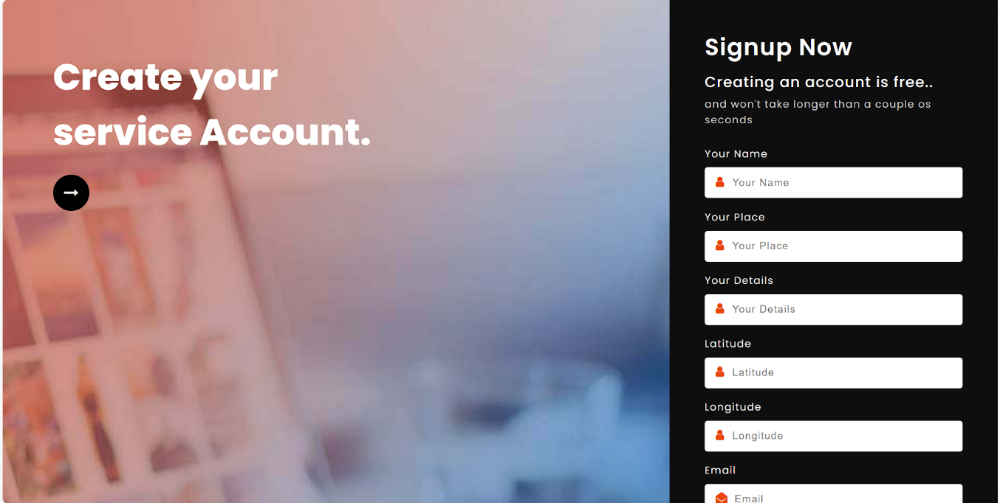 Create your
service Account.
Signup Now
Creating an account is free..
and won't take longer than a couple os
seconds
Your Name
Your Name
Your Place
Your Place
Your Details
Your Details
Latitude
Latitude
Longitude
Longitude
Email
Email